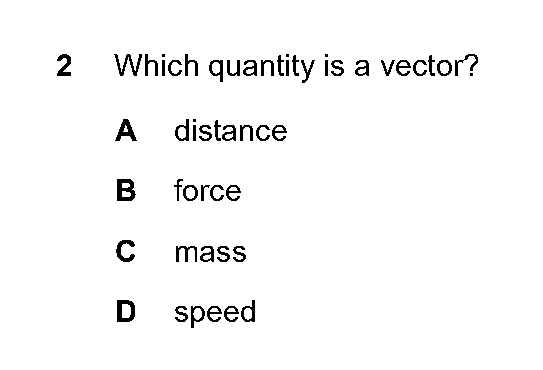 2 Which quantity is a vector?
A distance
B force
C mass
D speed